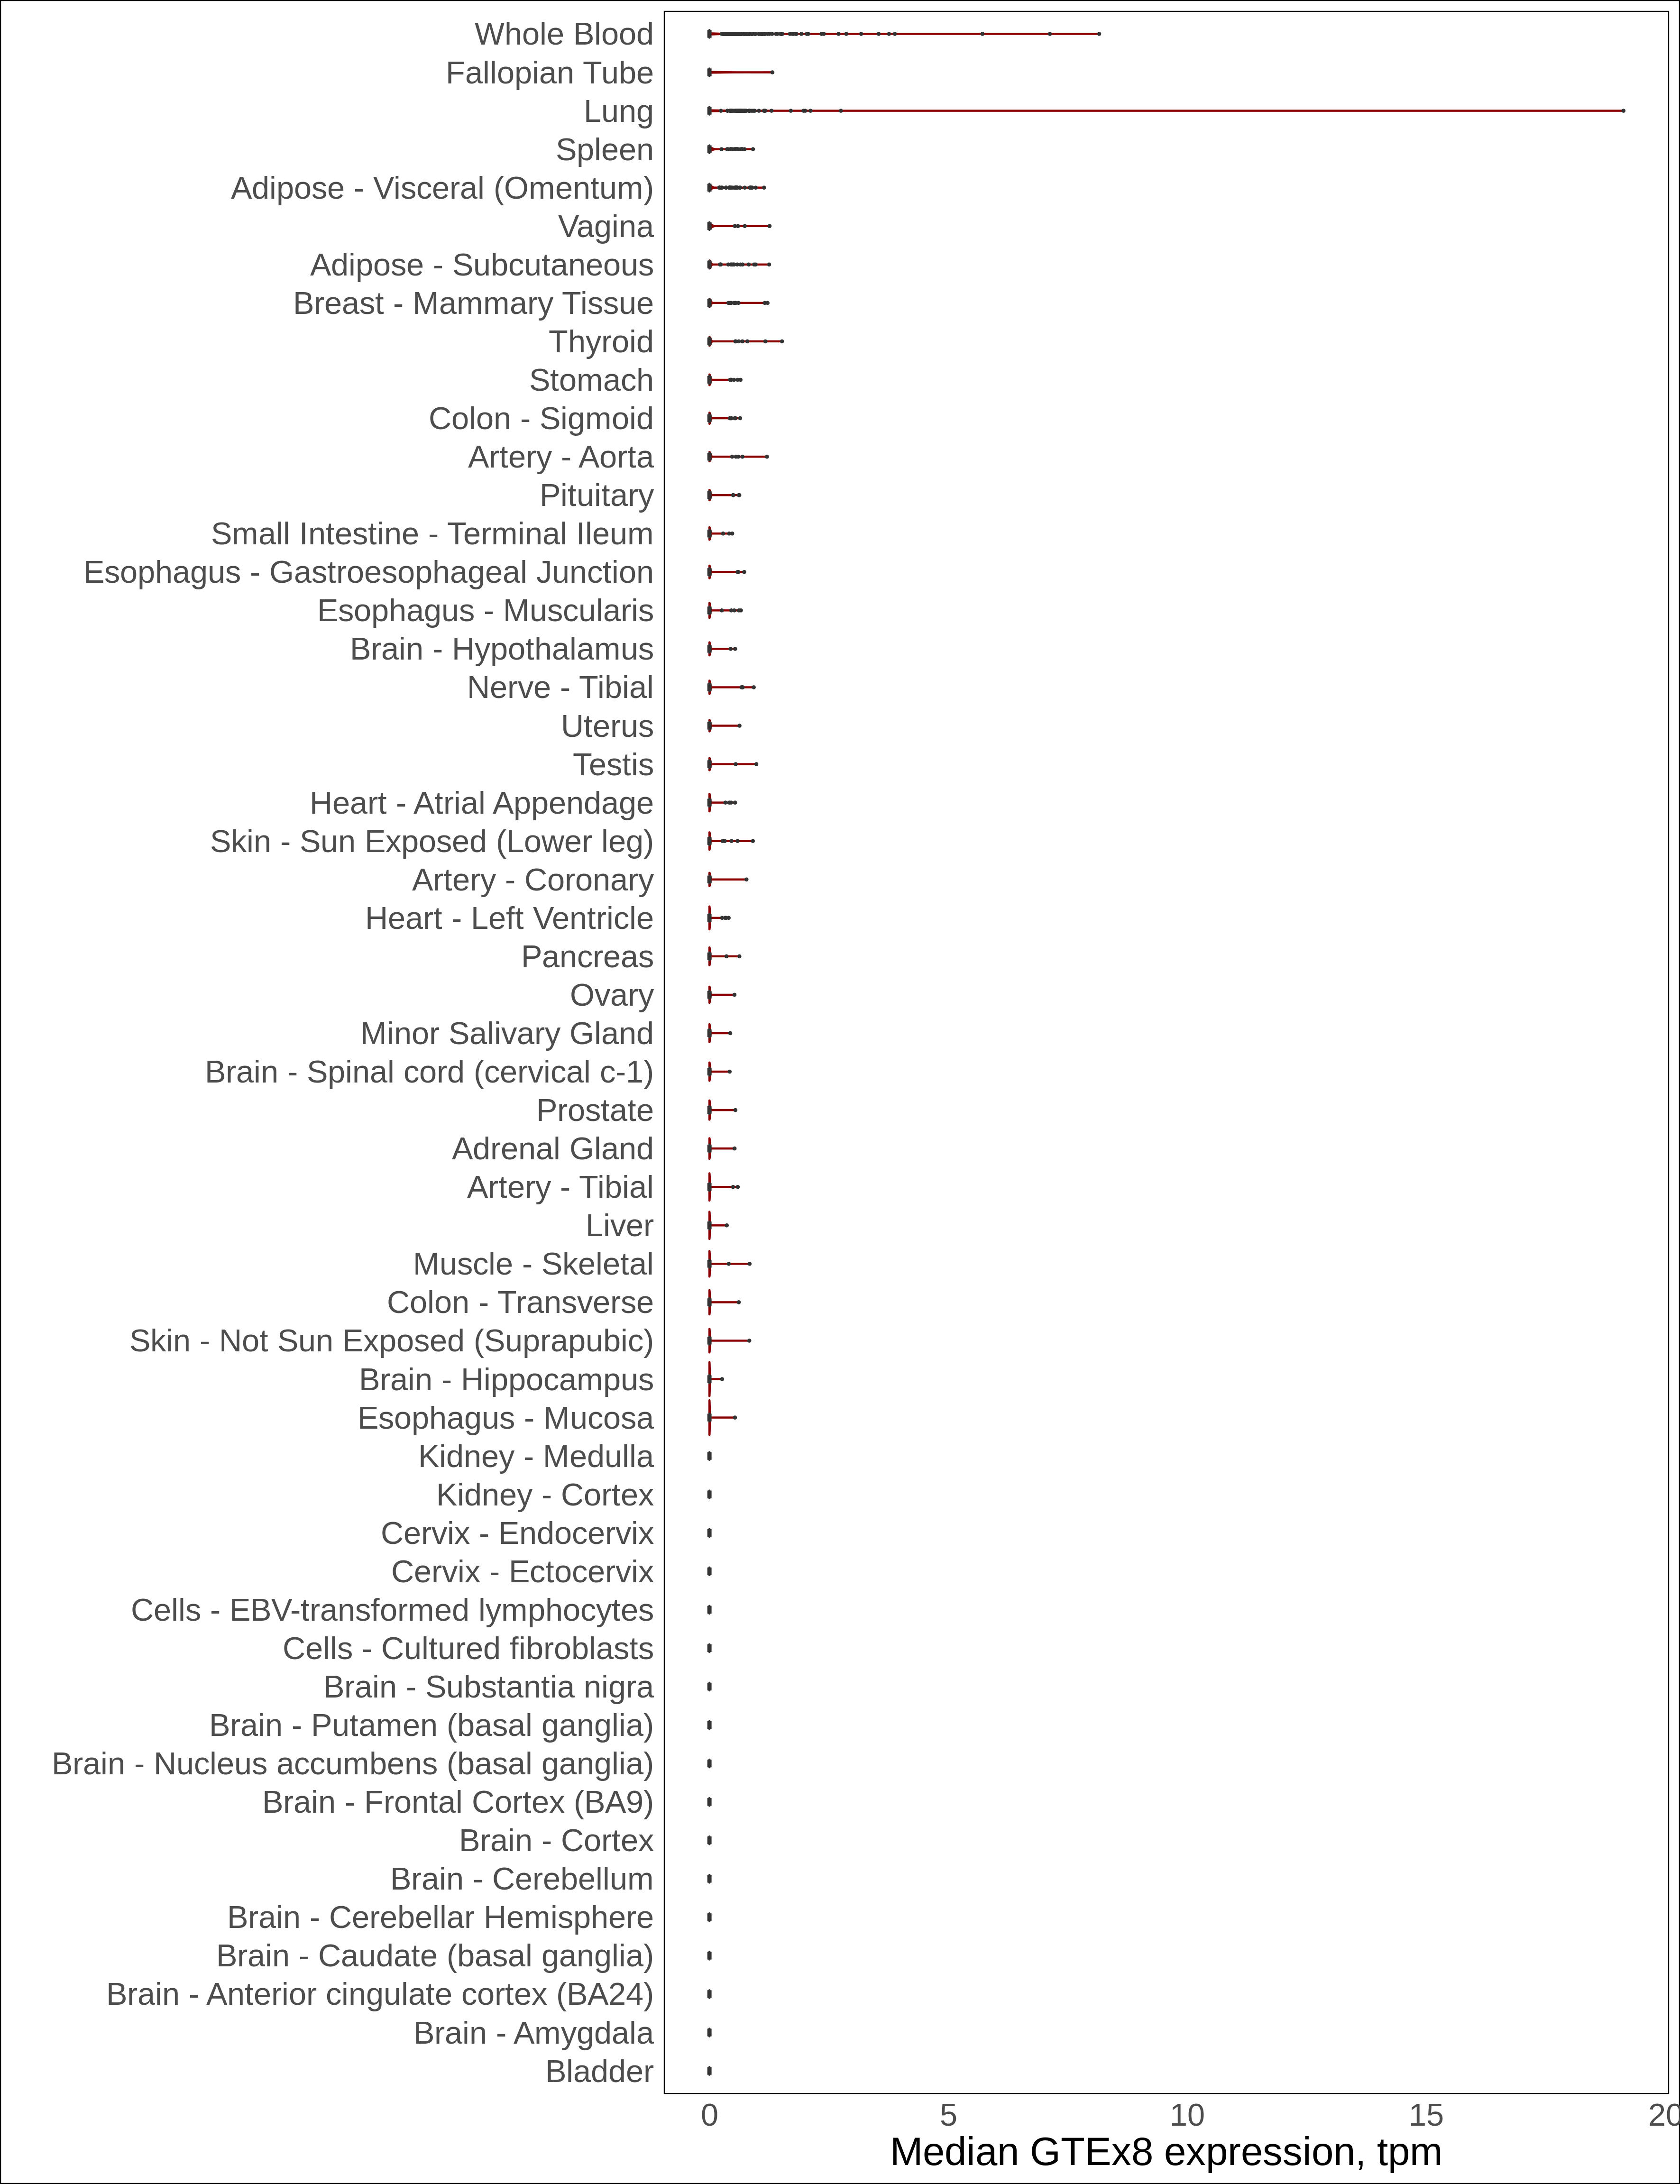 Whole Blood
Fallopian Tube
Lung
Spleen
Adipose - Visceral (Omentum)
Vagina
Adipose - Subcutaneous
Breast - Mammary Tissue
Thyroid
Stomach
Colon - Sigmoid
Artery - Aorta
Pituitary
Small Intestine - Terminal Ileum
Esophagus - Gastroesophageal Junction
Esophagus - Muscularis
Brain - Hypothalamus
Nerve - Tibial
Uterus
Testis
Heart - Atrial Appendage
Skin - Sun Exposed (Lower leg)
Artery - Coronary
Heart - Left Ventricle
Pancreas
Ovary
Minor Salivary Gland
Brain - Spinal cord (cervical c-1)
Prostate
Adrenal Gland
Artery - Tibial
Liver
Muscle - Skeletal
Colon - Transverse
Skin - Not Sun Exposed (Suprapubic)
Brain - Hippocampus
Esophagus - Mucosa
Kidney - Medulla
Kidney - Cortex
Cervix - Endocervix
Cervix - Ectocervix
Cells - EBV-transformed lymphocytes
Cells - Cultured fibroblasts
Brain - Substantia nigra
Brain - Putamen (basal ganglia)
Brain - Nucleus accumbens (basal ganglia)
Brain - Frontal Cortex (BA9)
Brain - Cortex
Brain - Cerebellum
Brain - Cerebellar Hemisphere
Brain - Caudate (basal ganglia)
Brain - Anterior cingulate cortex (BA24)
Brain - Amygdala
Bladder
0 5 10 15 20
Median GTEx8 expression, tpm